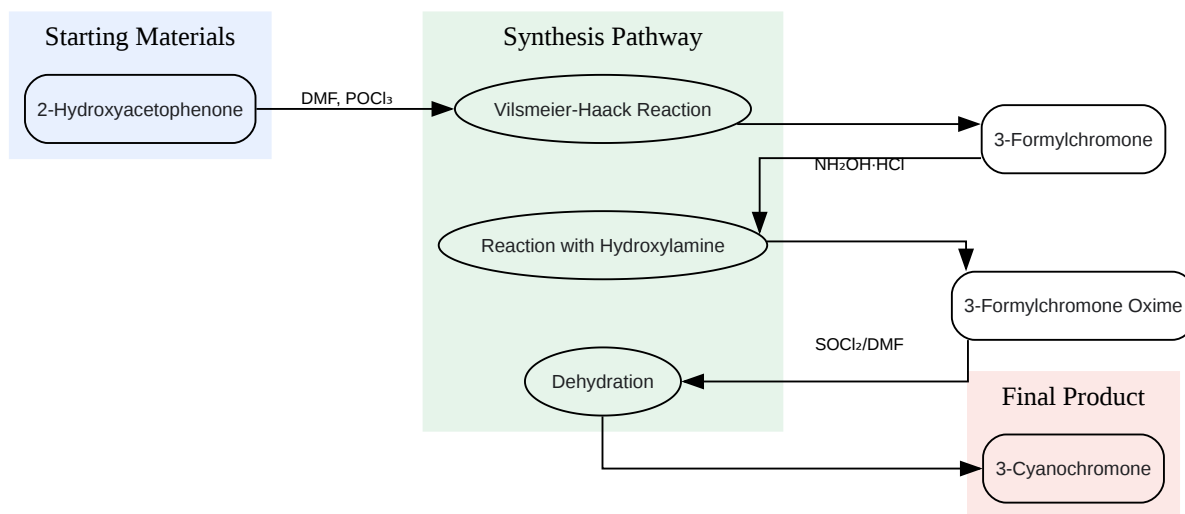 Starting Materials
Synthesis Pathway
2-Hydroxyacetophenone
DMF, POCl₃
Vilsmeier-Haack Reaction
3-Formylchromone
NH₂OH·HCl
Reaction with Hydroxylamine
3-Formylchromone Oxime
SOCl₂/DMF
Dehydration
Final Product
3-Cyanochromone